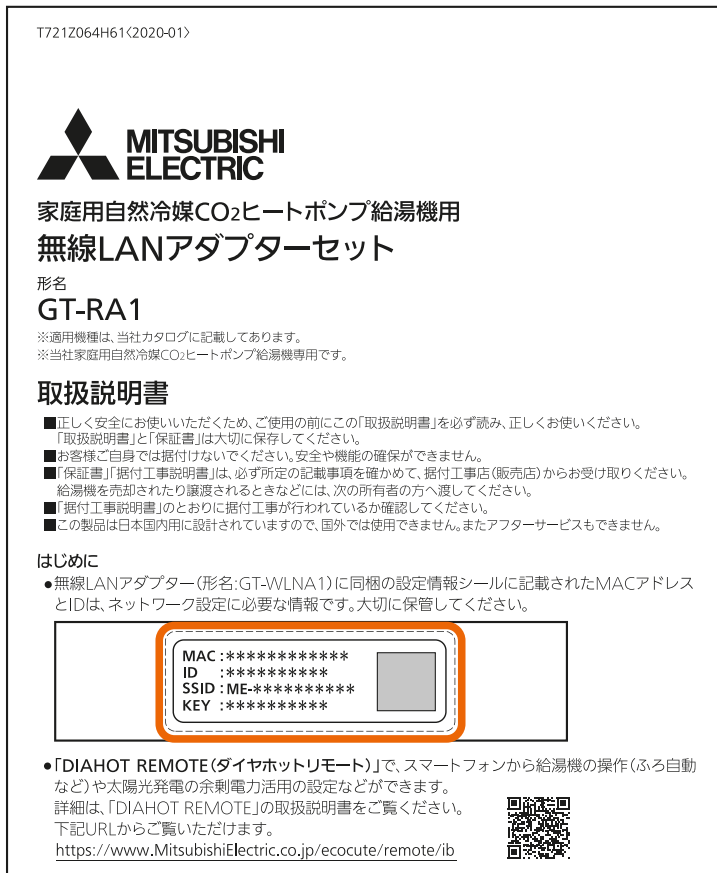 T721Z064H61〈2020-01〉
MITSUBISHI
ELECTRIC
家庭用自然冷媒CO2ヒートポンプ給湯機用
無線LANアダプターセット
形名
GT-RA1
※適用機種は、当社カタログに記載してあります。
※当社家庭用自然冷媒CO2ヒートポンプ給湯機専用です。
取扱説明書
■正しく安全にお使いいただくため、ご使用の前にこの「取扱説明書」を必ず読み、正しくお使いください。
「取扱説明書」と「保証書」は大切に保存してください。
■お客様ご自身では据付けないでください。安全や機能の確保ができません。
■「保証書」「据付工事説明書」は、必ず所定の記載事項を確かめて、据付工事店(販売店)からお受け取りください。
給湯機を売却されたり譲渡されるときなどには、次の所有者の方へ渡してください。
■「据付工事説明書」のとおりに据付工事が行われているか確認してください。
■この製品は日本国内用に設計されていますので、国外では使用できません。またアフターサービスもできません。
はじめに
●無線LANアダプター(形名:GT-WLNA1)に同梱の設定情報シールに記載されたMACアドレス
とIDは、ネットワーク設定に必要な情報です。大切に保管してください。
MAC :************
ID :**********
SSID : ME-**********
KEY :**********
●「DIAHOT REMOTE(ダイヤホットリモート)」で、スマートフォンから給湯機の操作(ふろ自動
など)や太陽光発電の余剰電力活用の設定などができます。
詳細は、「DIAHOT REMOTE」の取扱説明書をご覧ください。
下記URLからご覧いただけます。
https://www.MitsubishiElectric.co.jp/ecocute/remote/ib